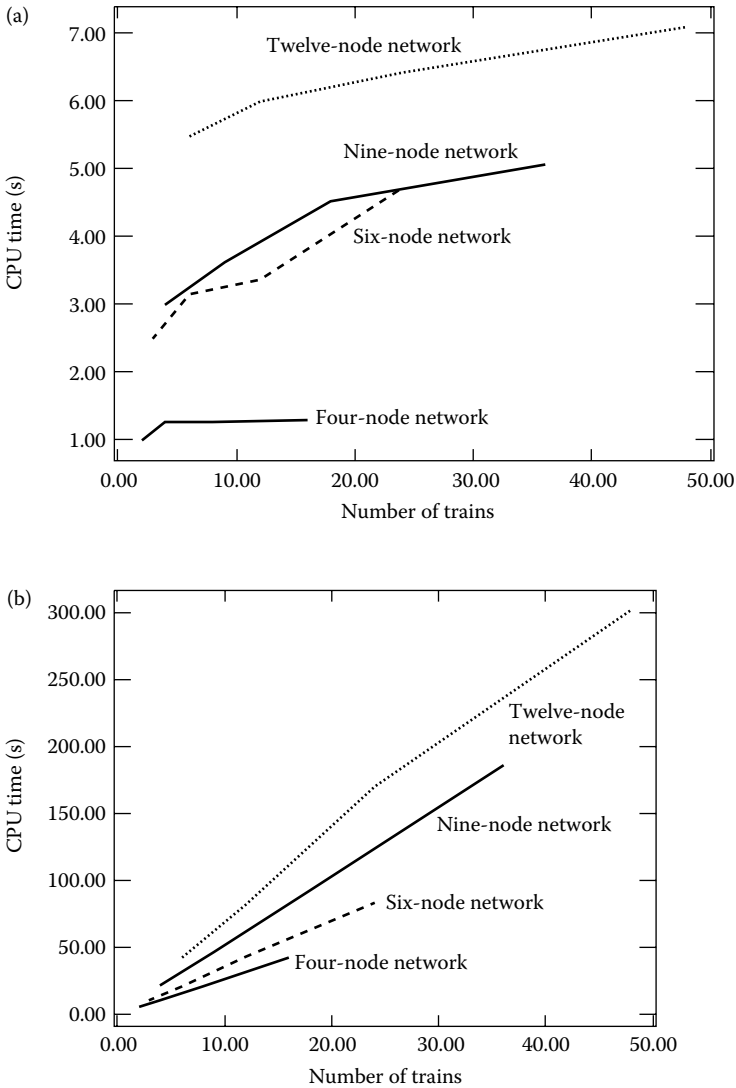 (a)
7.00
6.00
5.00
4.00
3.00
2.00
1.00
CPU time (s)
Twelve-node network
Nine-node network
Six-node network
Four-node network
0.00 10.00 20.00 30.00 40.00 50.00
Number of trains
(b)
300.00
250.00
200.00
150.00
100.00
50.00
0.00
CPU time (s)
Twelve-node
network
Nine-node network
Six-node network
Four-node network
0.00 10.00 20.00 30.00 40.00 50.00
Number of trains